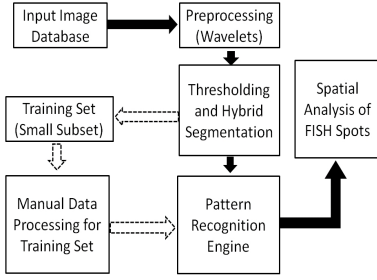 Input Image
Database
Preprocessing
(Wavelets)
Thresholding
and Hybrid
Segmentation
Spatial
Analysis of
FISH Spots
Training Set
(Small Subset)
Manual Data
Processing for
Training Set
Pattern
Recognition
Engine